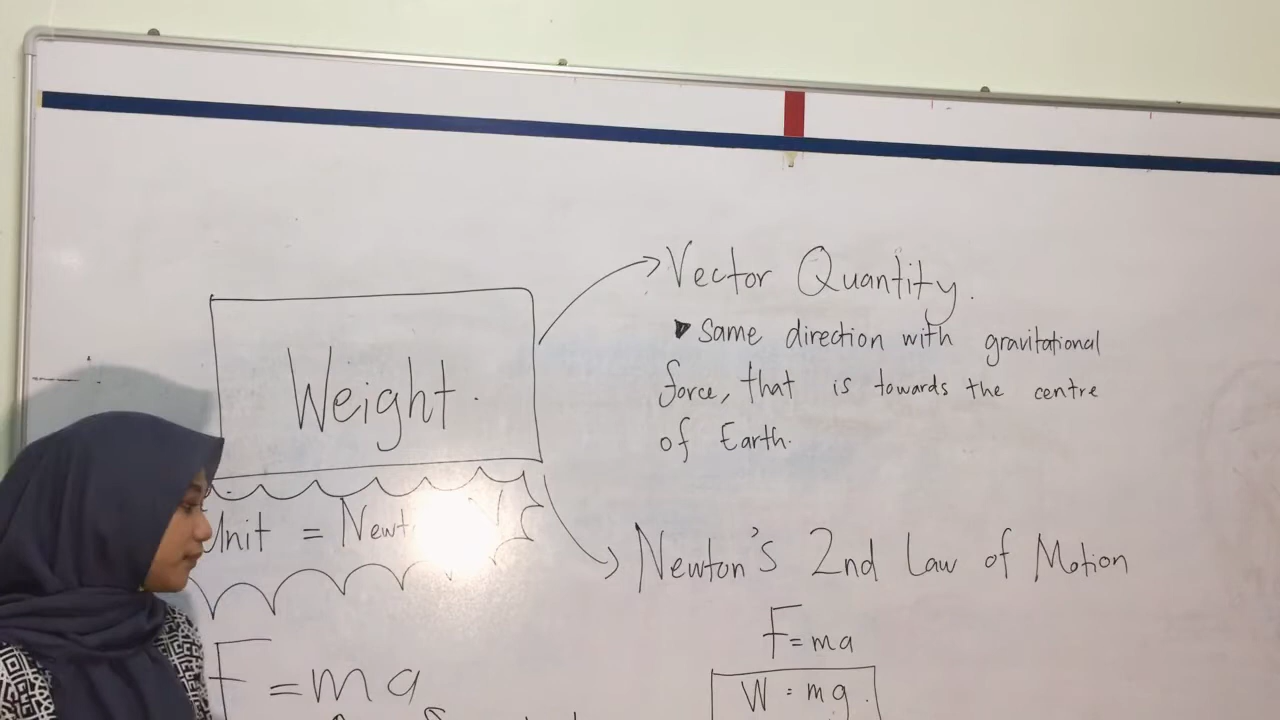 Weight.
Unit = 
Vector Quantity.
Same direction with gravitational
force, that is towards the centre
of Earth.
Newton's 2nd Law of Motion
F = ma
W = mg.
F = ma